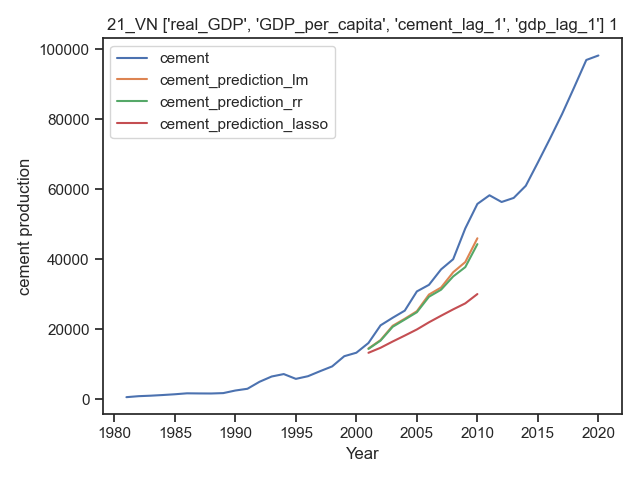 21_VN ['real_GDP', 'GDP_per_capita', 'cement_lag_1', 'gdp_lag_1'] 1
100000
80000
60000
40000
20000
0
cement production
cement
cement_prediction_lm
cement_prediction_rr
cement_prediction_lasso
1980 1985 1990 1995 2000 2005 2010 2015 2020
Year